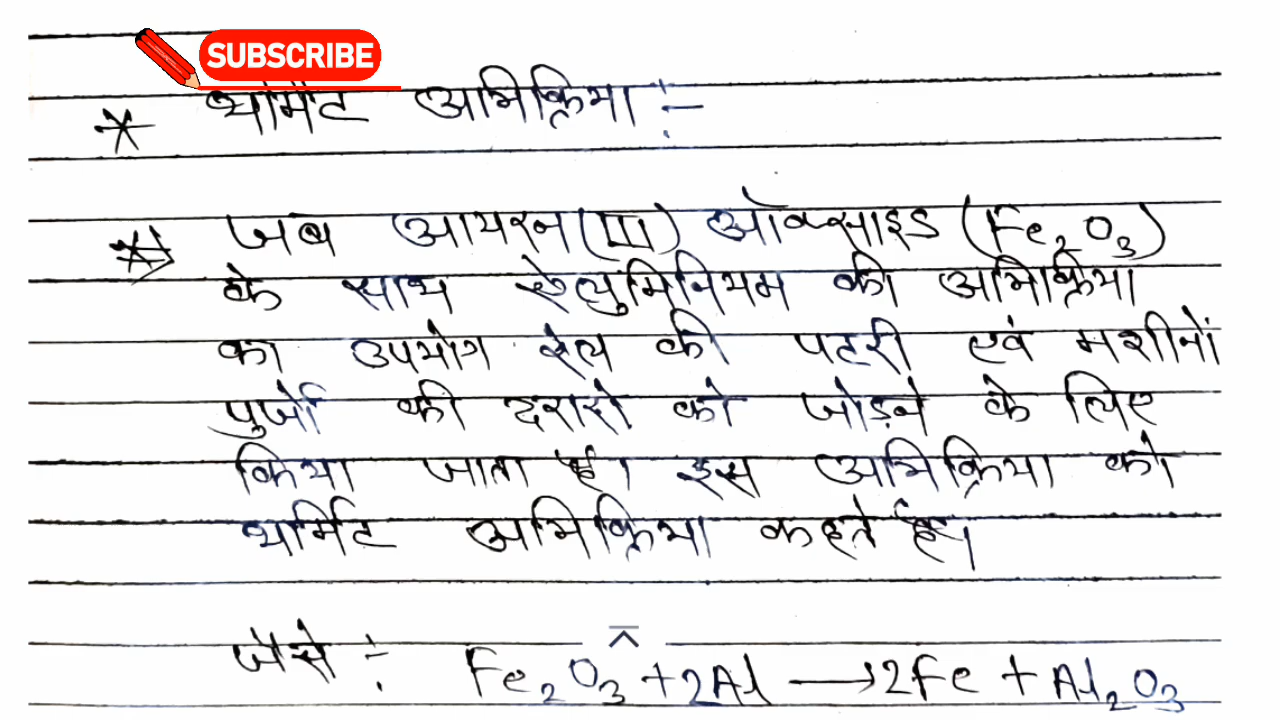 SUBSCRIBE
* थर्मिट अभिक्रिया :-
* जब आयरन (III) ऑक्साइड (Fe₂O₃)
के साथ ऐल्युमिनियम की अभिक्रिया
का उपयोग रेल की पटरी एवं मशीनों
पुर्जो की दरारो को जोड़ने के लिए
किया जाता है। इस अभिक्रिया को
थर्मिट अभिक्रिया कहते है।
जैसे :- Fe₂O₃ + 2Al ⟶ 2Fe + Al₂O₃